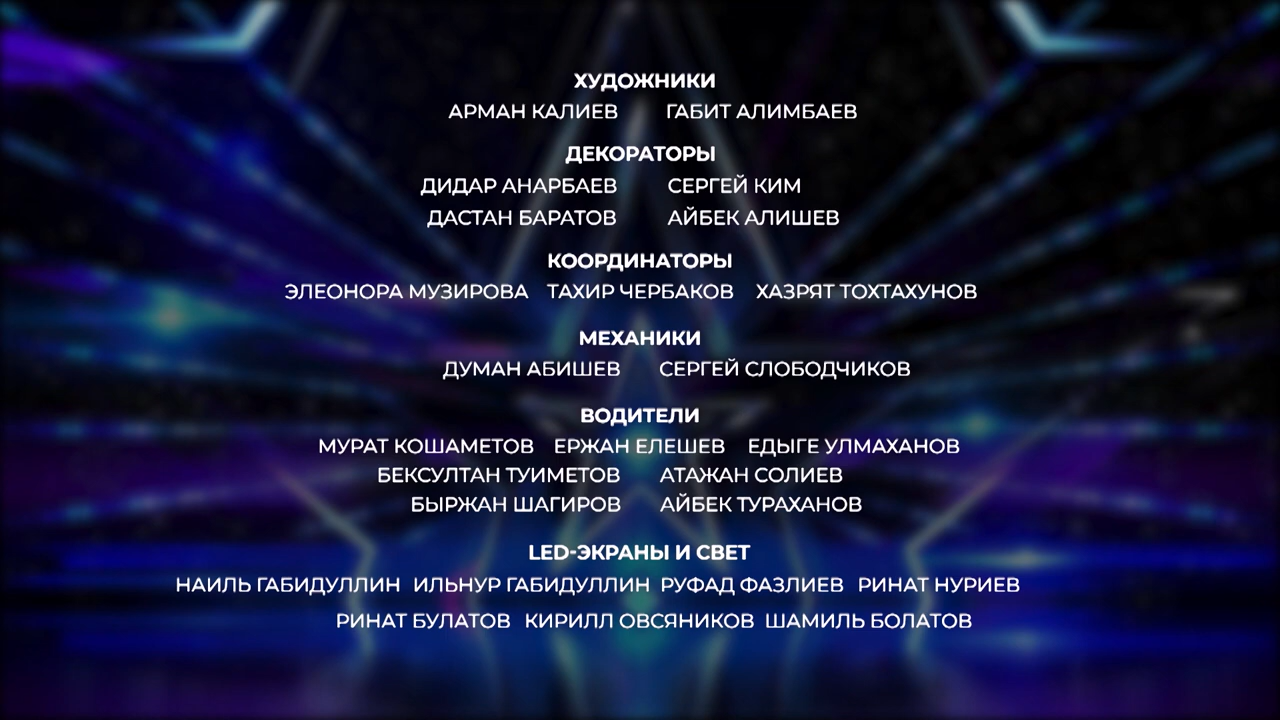 ХУДОЖНИКИ
АРМАН КАЛИЕВ ГАБИТ АЛИМБАЕВ
ДЕКОРАТОРЫ
ДИДАР АНАРБАЕВ СЕРГЕЙ КИМ
ДАСТАН БАРАТОВ АЙБЕК АЛИШЕВ
КООРДИНАТОРЫ
ЭЛЕОНОРА МУЗИРОВА ТАХИР ЧЕРБАКОВ ХАЗРЯТ ТОХТАХУНОВ
МЕХАНИКИ
ДУМАН АБИШЕВ СЕРГЕЙ СЛОБОДЧИКОВ
ВОДИТЕЛИ
МУРАТ КОШАМЕТОВ ЕРЖАН ЕЛЕШЕВ ЕДЫГЕ УЛМАХАНОВ
БЕКСУЛТАН ТУИМЕТОВ АТАЖАН СОЛИЕВ
БЫРЖАН ШАГИРОВ АЙБЕК ТУРАХАНОВ
LED-ЭКРАНЫ И СВЕТ
НАИЛЬ ГАБИДУЛЛИН ИЛЬНУР ГАБИДУЛЛИН РУФАД ФАЗЛИЕВ РИНАТ НУРИЕВ
РИНАТ БУЛАТОВ КИРИЛЛ ОВСЯНИКОВ ШАМИЛЬ БОЛАТОВ